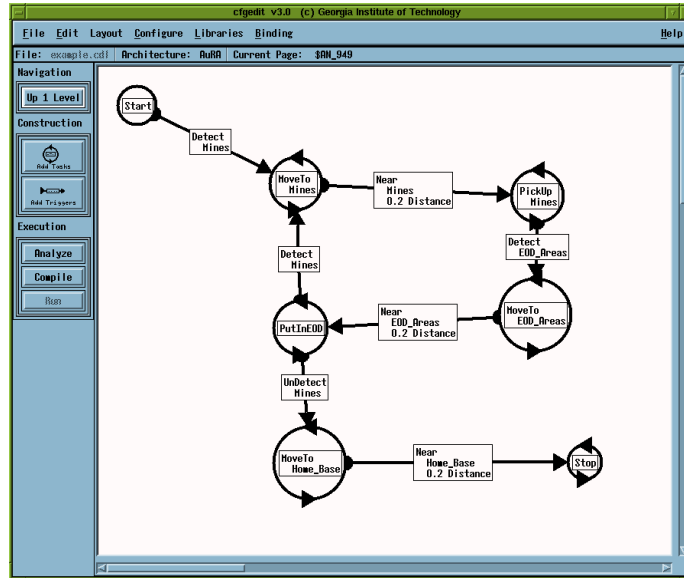 cfgedit v3.0 (c) Georgia Institute of Technology
File Edit Layout Configure Libraries Binding Help
File: example.cdl Architecture: AuRA Current Page: $AN_949
Navigation
Up 1 Level
Construction
Add Tasks
Add Triggers
Execution
Analyze
Compile
Run
Start
Detect
Mines
MoveTo
Mines
Near
Mines
0.2 Distance
PickUp
Mines
Detect
EOD_Areas
Detect
Mines
MoveTo
EOD_Areas
Near
EOD_Areas
0.2 Distance
PutInEOD
UnDetect
Mines
MoveTo
Home_Base
Near
Home_Base
0.2 Distance
Stop